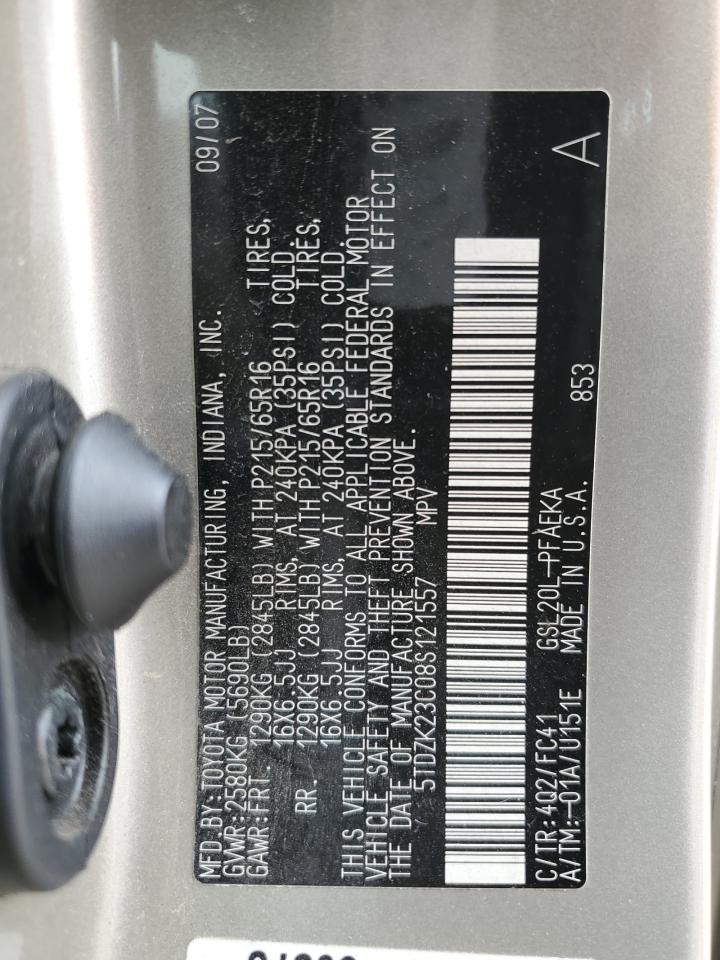 MFD.BY:TOYOTA MOTOR MANUFACTURING, INDIANA, INC. 09/07
GVWR:2580KG (5690LB)
GAWR:FRT. 1290KG (2845LB) WITH P215/65R16 TIRES,
16X6.5JJ RIMS, AT 240KPA (35PSI) COLD.
RR. 1290KG (2845LB) WITH P215/65R16 TIRES,
16X6.5JJ RIMS, AT 240KPA (35PSI) COLD.
THIS VEHICLE CONFORMS TO ALL APPLICABLE FEDERAL MOTOR
VEHICLE SAFETY AND THEFT PREVENTION STANDARDS IN EFFECT ON
THE DATE OF MANUFACTURE SHOWN ABOVE.
5TDZK23C08S121557 MPV
C/TR:4Q2/FC41 GSL20L-PFAEKA 853 A
A/TM:-01A/U151E MADE IN U.S.A.